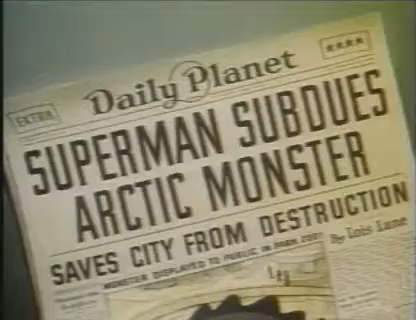 EXTRA
Daily Planet
SUPERMAN SUBDUES
ARCTIC MONSTER
SAVES CITY FROM DESTRUCTION
MONSTER DISPLAYED TO PUBLIC IN PARK ZOO!
By Lois Lane